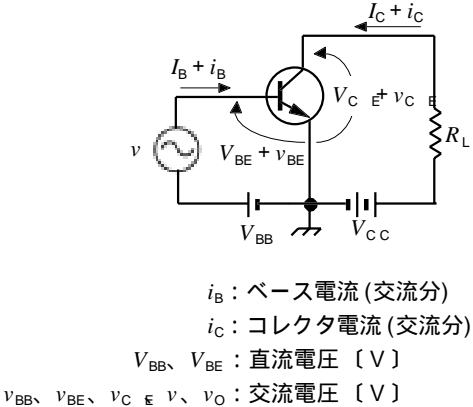 I_C + i_C
I_B + i_B
V_CE + v_CE
v
V_BE + v_BE
R_L
V_BB
V_CC
i_B：ベース電流 (交流分)
i_C：コレクタ電流 (交流分)
V_BB、V_BE：直流電圧〔V〕
v_BB、v_BE、v_CE v、v_O：交流電圧〔V〕